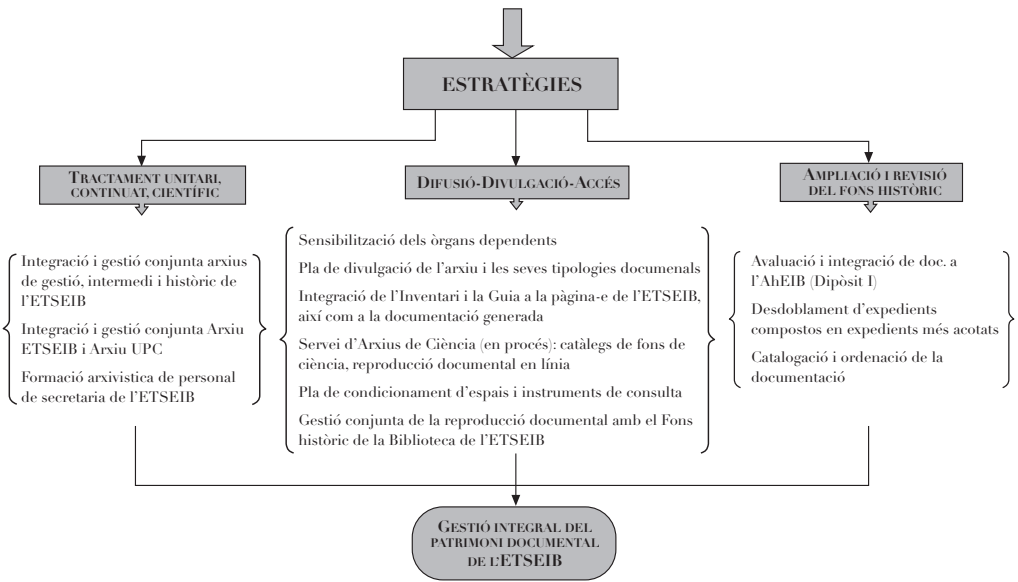 ESTRATÈGIES
TRACTAMENT UNITARI,
CONTINUAT, CIENTÍFIC
DIFUSIÓ-DIVULGACIÓ-ACCÉS
AMPLIACIÓ I REVISIÓ
DEL FONS HISTÒRIC
Integració i gestió conjunta arxius
de gestió, intermedi i històric de
l'ETSEIB
Integració i gestió conjunta Arxiu
ETSEIB i Arxiu UPC
Formació arxivistica de personal
de secretaria de l'ETSEIB
Sensibilització dels òrgans dependents
Pla de divulgació de l'arxiu i les seves tipologies documenals
Integració de l'Inventari i la Guia a la pàgina-e de l'ETSEIB,
així com a la documentació generada
Servei d'Arxius de Ciència (en procés): catàlegs de fons de
ciència, reproducció documental en línia
Pla de condicionament d'espais i instruments de consulta
Gestió conjunta de la reproducció documental amb el Fons
històric de la Biblioteca de l'ETSEIB
Avaluació i integració de doc. a
l'AhEIB (Dipòsit I)
Desdoblament d'expedients
compostos en expedients més acotats
Catalogació i ordenació de la
documentació
GESTIÓ INTEGRAL DEL
PATRIMONI DOCUMENTAL
DE L'ETSEIB